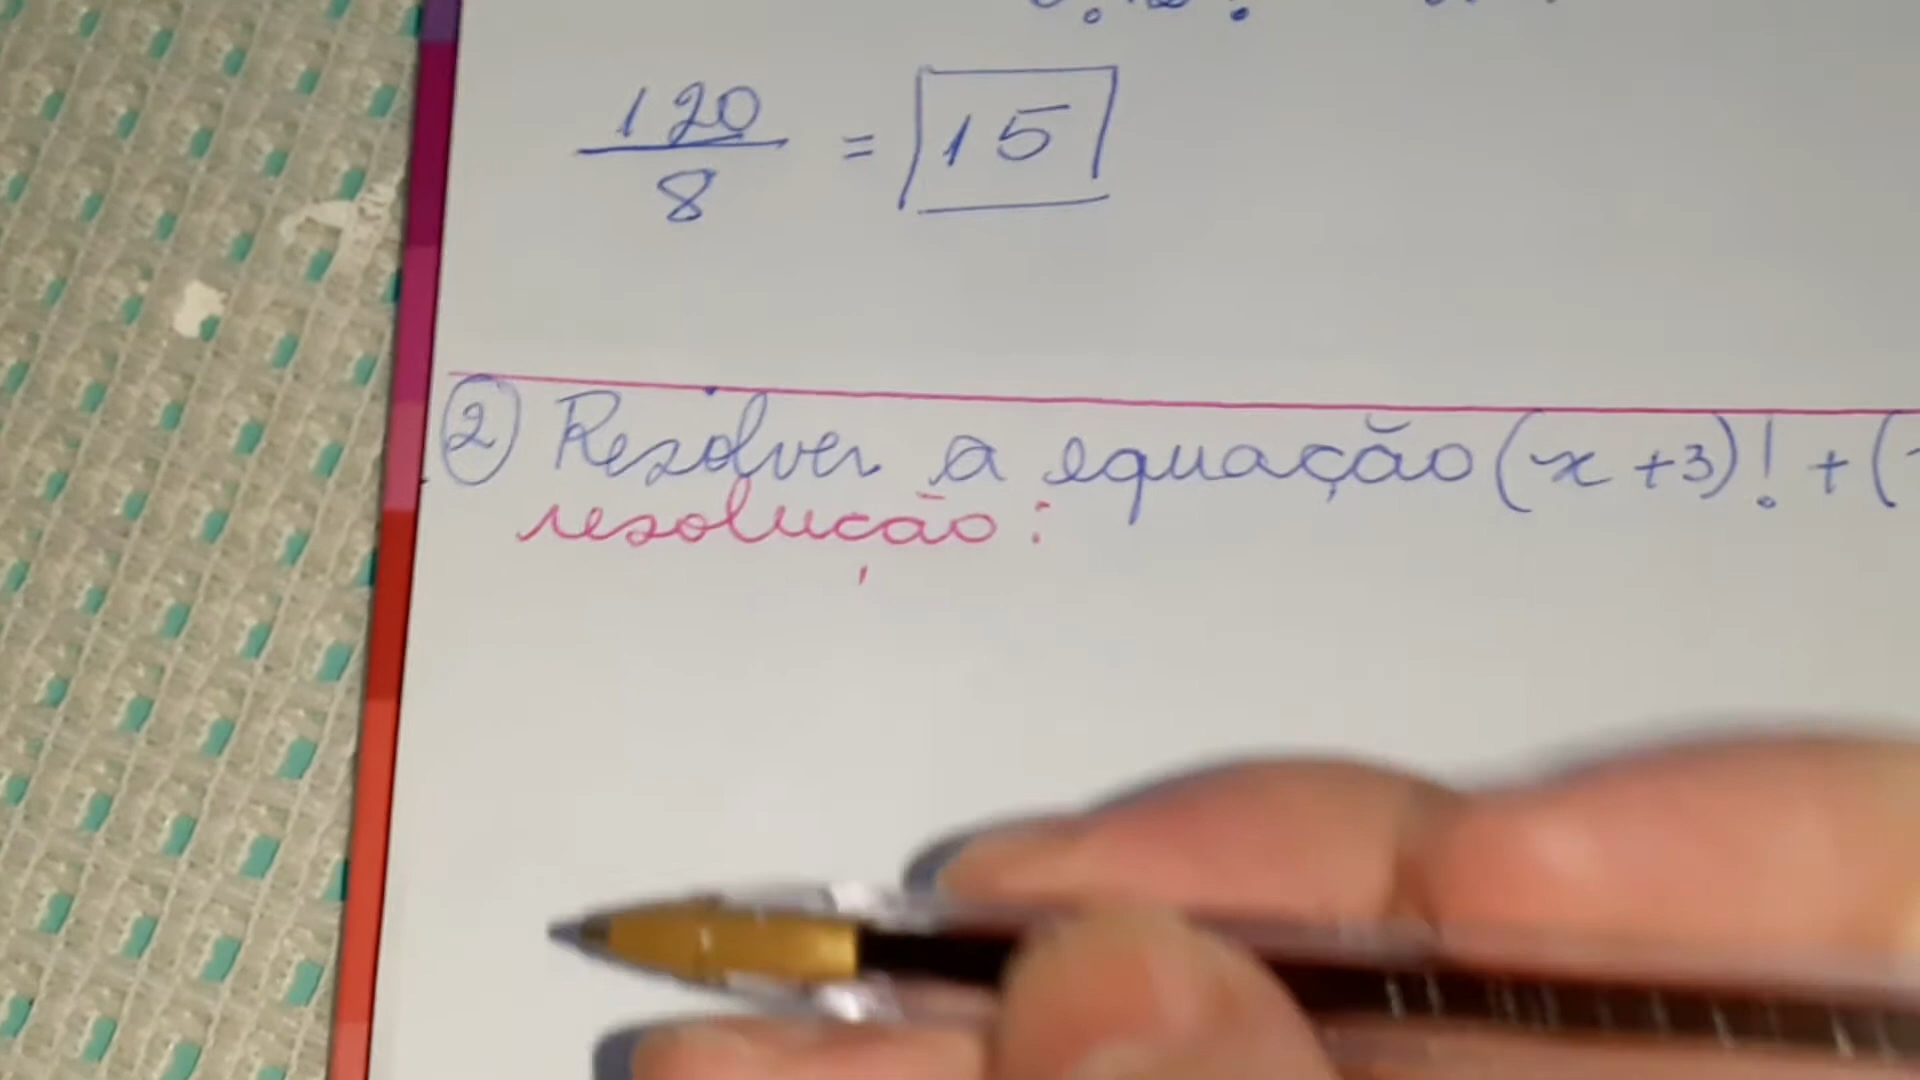 120
8
= 15
2 Resolver a equação (x+3)! + (
resolução: